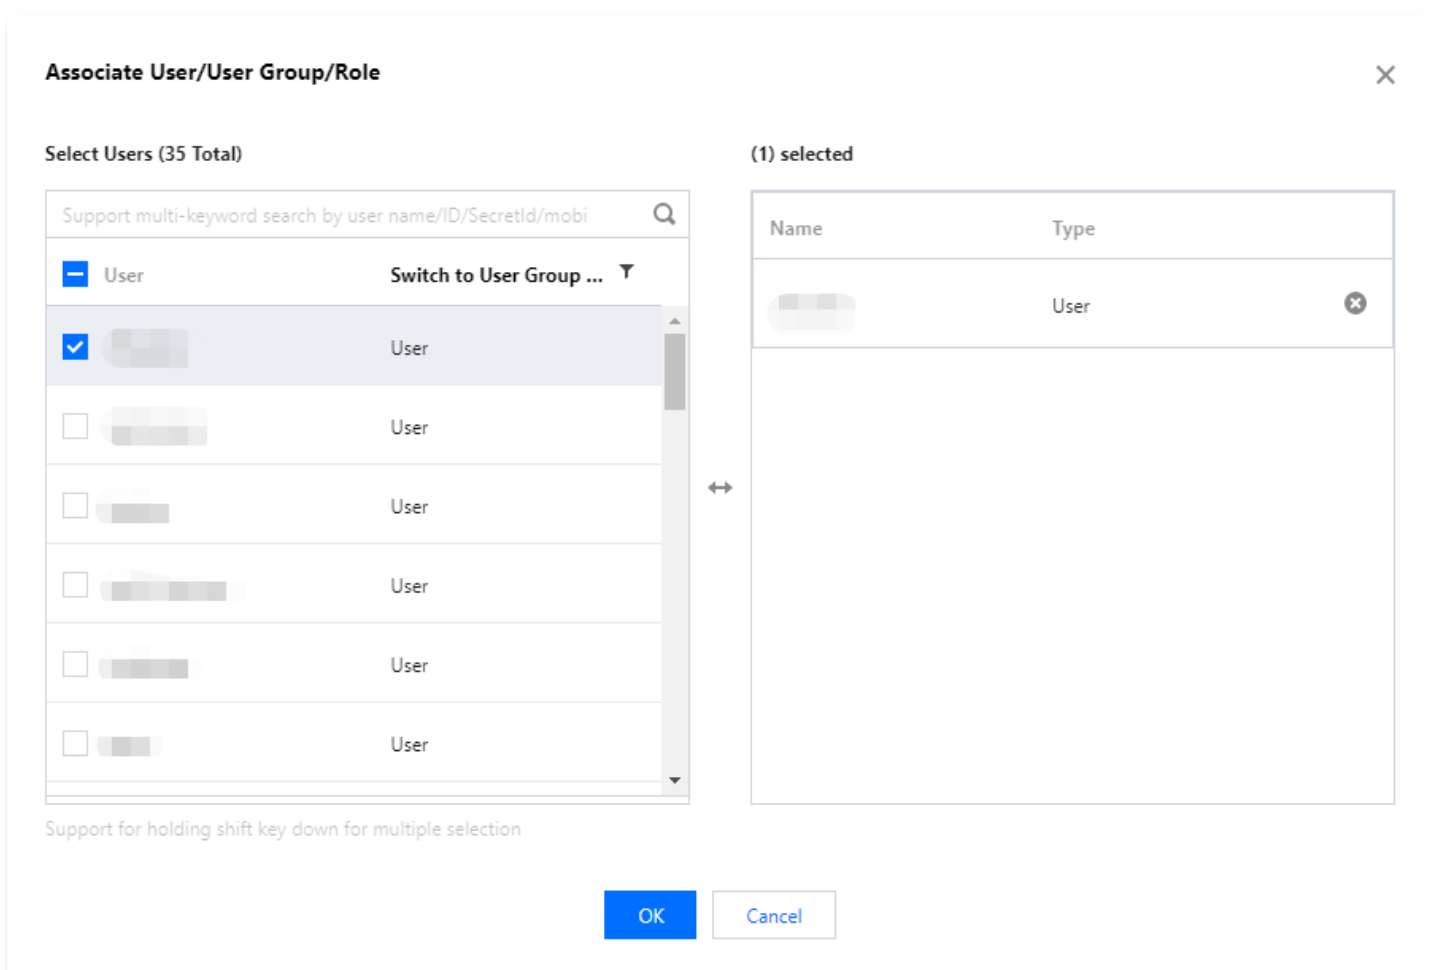 Associate User/User Group/Role
Select Users (35 Total)
Support multi-keyword search by user name/ID/SecretId/mobi
User
Switch to User Group ...
User
User
User
User
User
User
Support for holding shift key down for multiple selection
(1) selected
Name
Type
User
OK
Cancel